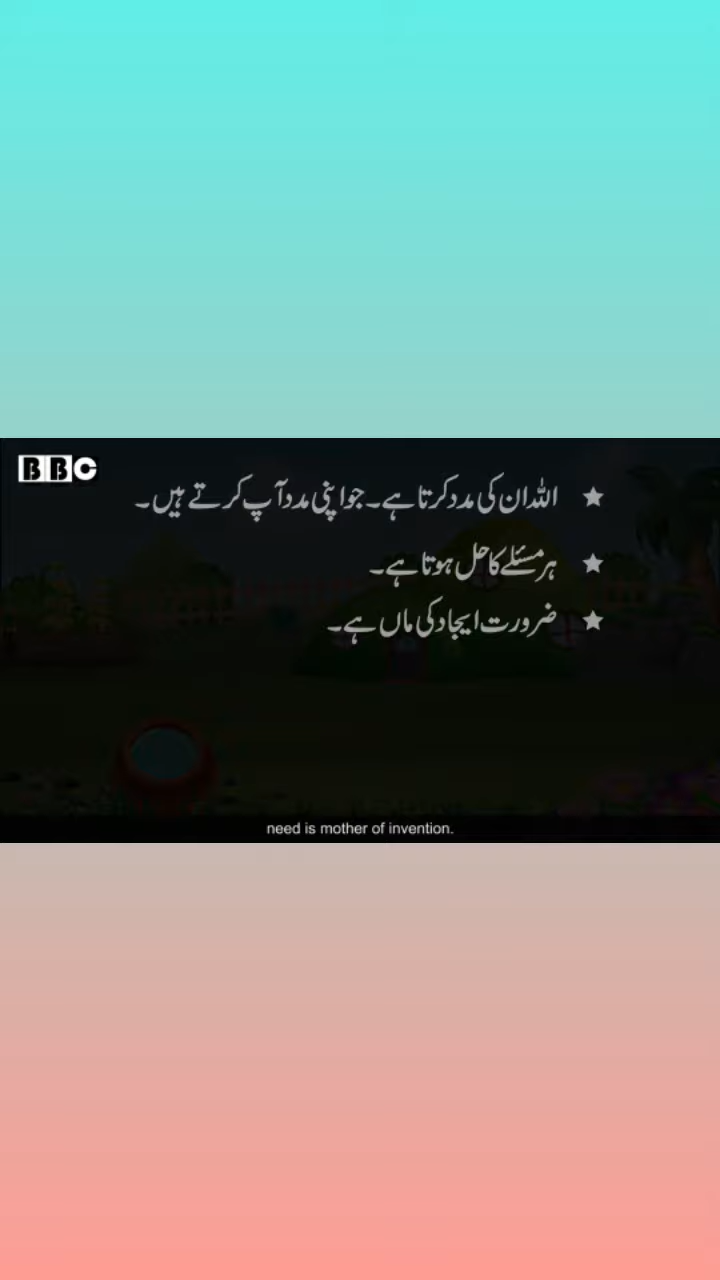 BBC
★ اللہ ان کی مدد کرتا ہے۔ جو اپنی مدد آپ کرتے ہیں۔
★ ہر مسئلے کا حل ہوتا ہے۔
★ ضرورت ایجاد کی ماں ہے۔
need is mother of invention.